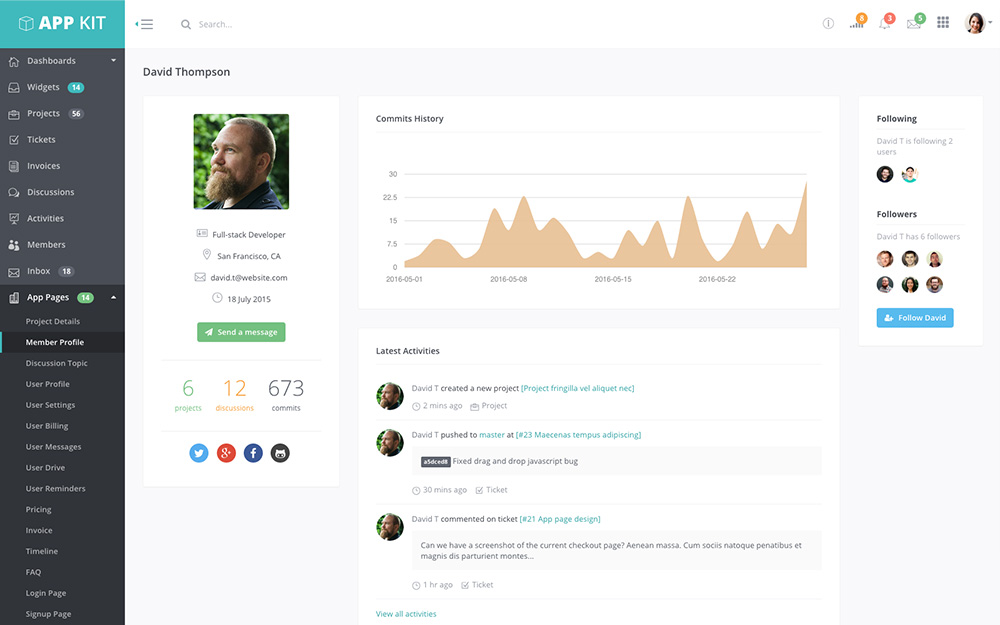 APP KIT
Search...
8
3
5
Dashboards
Widgets 14
Projects 56
Tickets
Invoices
Discussions
Activities
Members
Inbox 18
App Pages 14
Project Details
Member Profile
Discussion Topic
User Profile
User Settings
User Billing
User Messages
User Drive
User Reminders
Pricing
Invoice
Timeline
FAQ
Login Page
Signup Page
David Thompson
Full-stack Developer
San Francisco, CA
david.t@website.com
18 July 2015
Send a message
6 12 673
projects discussions commits
Commits History
30
22.5
15
7.5
0
2016-05-01 2016-05-08 2016-05-15 2016-05-22
Latest Activities
David T created a new project [Project fringilla vel aliquet nec]
2 mins ago Project
David T pushed to master at [#23 Maecenas tempus adipiscing]
a5dced8 Fixed drag and drop javascript bug
30 mins ago Ticket
David T commented on ticket [#21 App page design]
Can we have a screenshot of the current checkout page? Aenean massa. Cum sociis natoque penatibus et
magnis dis parturient montes...
1 hr ago Ticket
View all activities
Following
David T is following 2
users
Followers
David T has 6 followers
Follow David